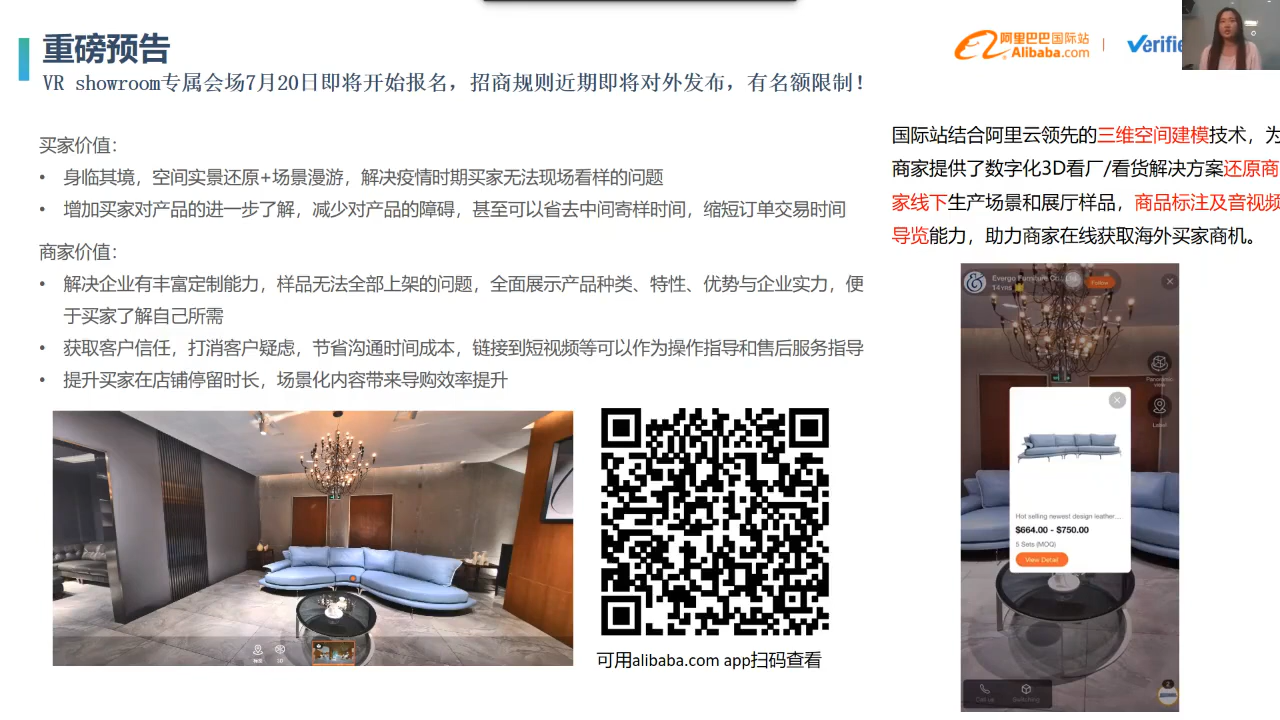 重磅预告
VR showroom专属会场7月20日即将开始报名，招商规则近期即将对外发布，有名额限制！
阿里巴巴国际站
Alibaba.com
Verifie
买家价值：
• 身临其境，空间实景还原+场景漫游，解决疫情时期买家无法现场看样的问题
• 增加买家对产品的进一步了解，减少对产品的障碍，甚至可以省去中间寄样时间，缩短订单交易时间
商家价值：
• 解决企业有丰富定制能力，样品无法全部上架的问题，全面展示产品种类、特性、优势与企业实力，便
于买家了解自己所需
• 获取客户信任，打消客户疑虑，节省沟通时间成本，链接到短视频等可以作为操作指导和售后服务指导
• 提升买家在店铺停留时长，场景化内容带来导购效率提升
可用alibaba.com app扫码查看
国际站结合阿里云领先的三维空间建模技术，为
商家提供了数字化3D看厂/看货解决方案还原商
家线下生产场景和展厅样品，商品标注及音视频
导览能力，助力商家在线获取海外买家商机。
Evergo Furniture
14YRS
Follow
Panoramic
view
Label
Hot selling newest design leather...
$664.00 - $750.00
5 Sets (MOQ)
View Detail
Call us
Switching
2